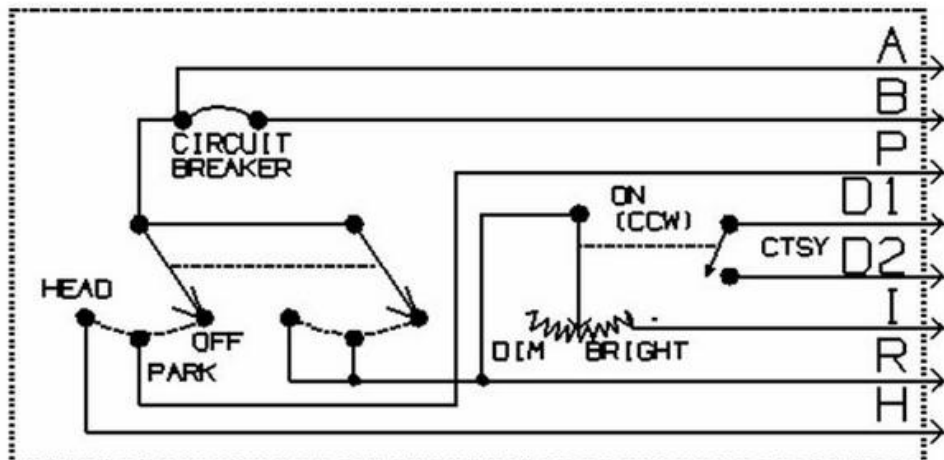 A
B
CIRCUIT
BREAKER
P
ON
(CCW)
D1
CTSY
D2
HEAD
I
OFF
DIM
BRIGHT
PARK
R
H